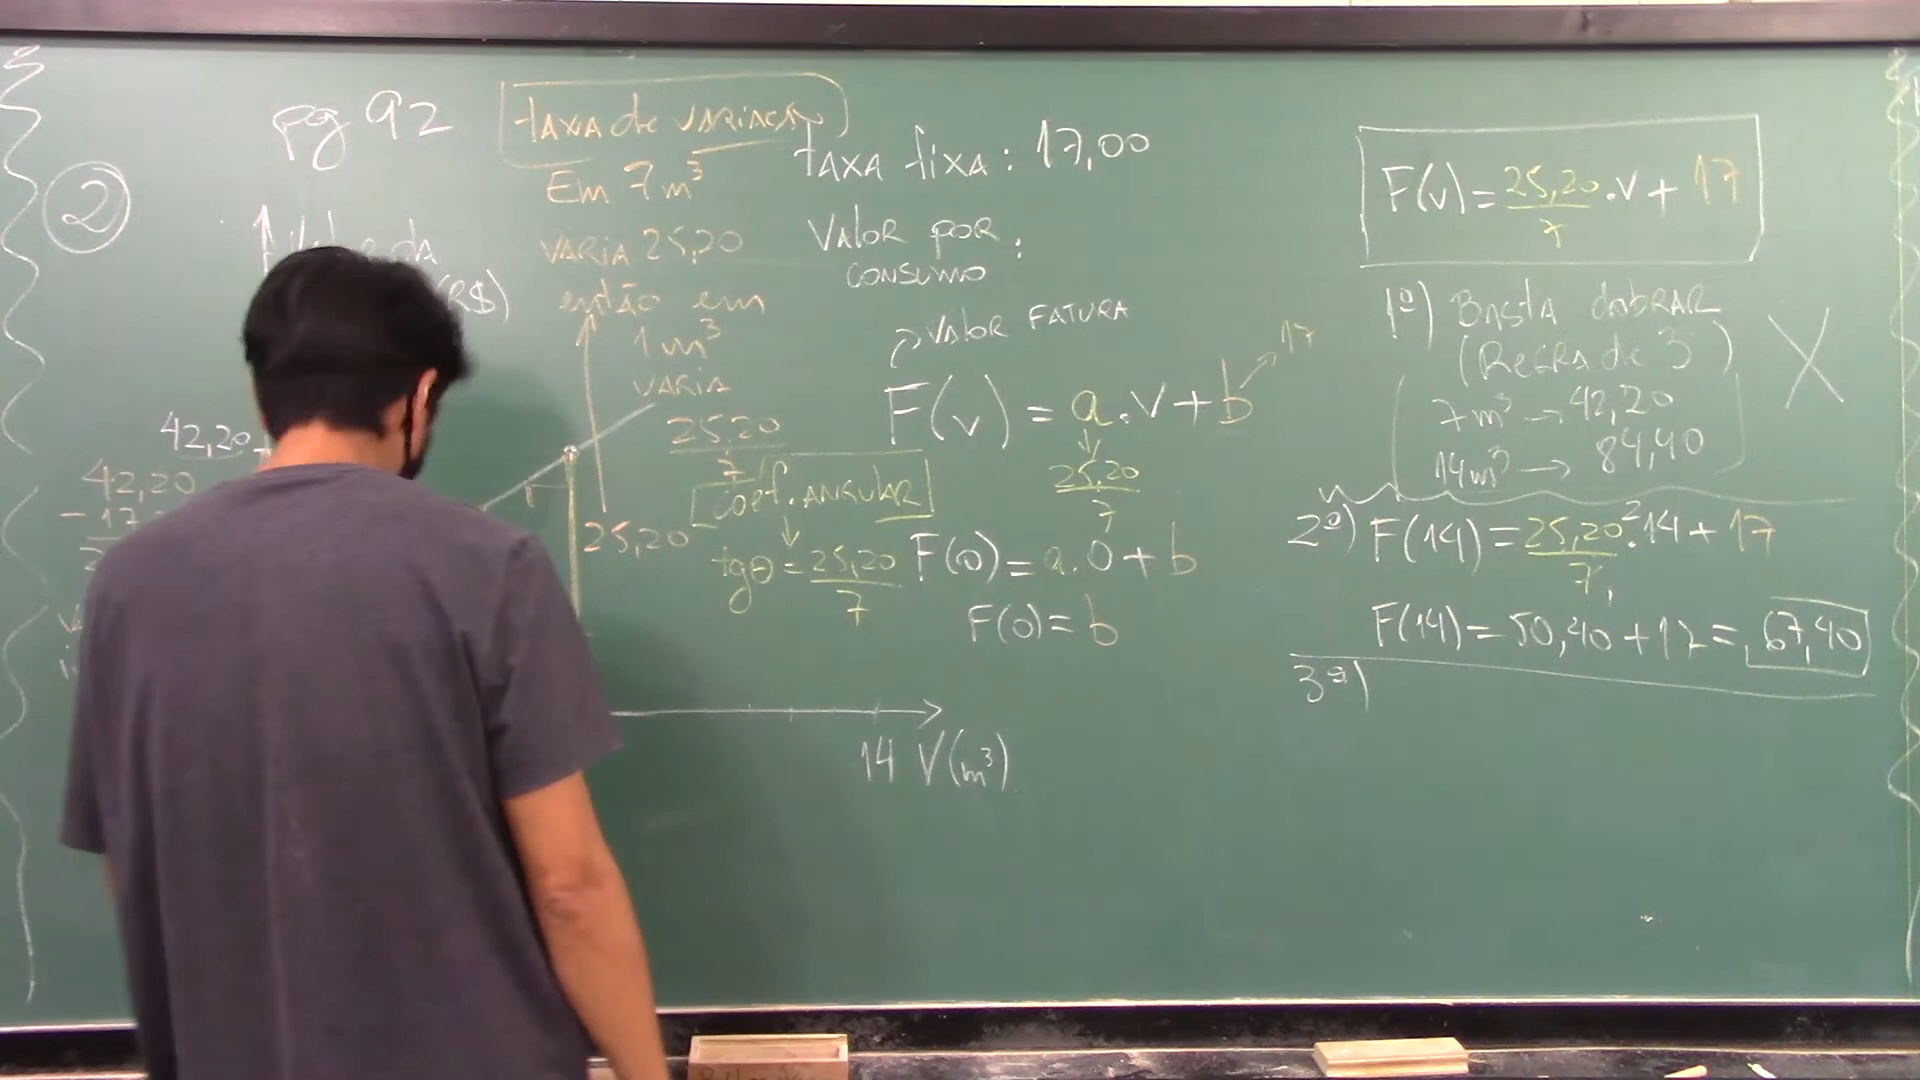 pg 92
2
taxa de variação
Em 7m³
varia 25,20
então em
1m³
varia
25,20
7
da
(R$)
42,20
42,20
-17
25,20
coef. angular
tgθ = 25,20
7
taxa fixa: 17,00
Valor por:
consumo
Valor fatura
F(v) = a.v + b
17
25,20
7
F(0) = a.0 + b
F(0) = b
14 V(m³)
F(v) = 25,20 .v + 17
7
1º) Basta dobrar
(Regra de 3)
X
7m³ → 42,20
14m³ → 84,40
2º) F(14) = 25,20 ² .14 + 17
7 1
F(14) = 50,40 + 17 = 67,40
3º)